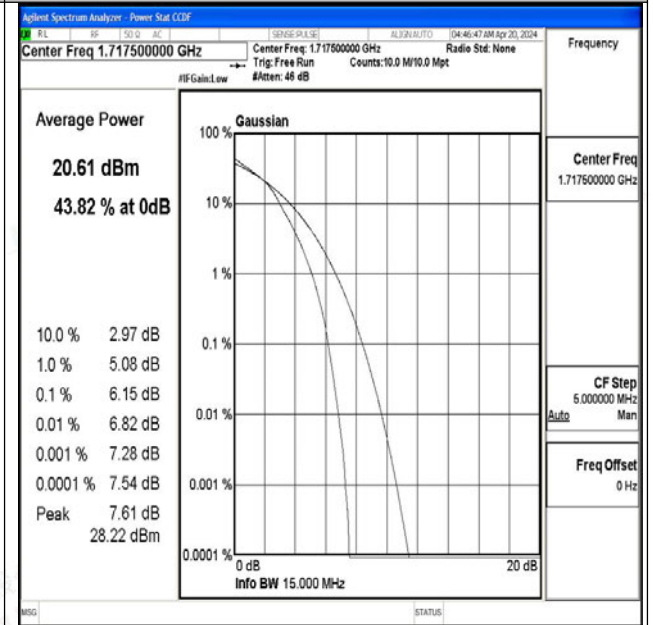 Agilent Spectrum Analyzer - Power Stat CCDF
RL RF 50 Ω AC SENSE:PULSE ALIGN AUTO 04:46:47 AM Apr 20, 2024
Center Freq 1.717500000 GHz
Center Freq: 1.717500000 GHz Radio Std: None
Trig: Free Run Counts:10.0 M/10.0 Mpt
#IFGain:Low #Atten: 46 dB
Frequency
Average Power
20.61 dBm
43.82 % at 0dB
10.0 % 2.97 dB
1.0 % 5.08 dB
0.1 % 6.15 dB
0.01 % 6.82 dB
0.001 % 7.28 dB
0.0001 % 7.54 dB
Peak 7.61 dB
28.22 dBm
Gaussian
100 %
10 %
1 %
0.1 %
0.01 %
0.001 %
0.0001 %
0 dB 20 dB
Info BW 15.000 MHz
Center Freq
1.717500000 GHz
CF Step
5.000000 MHz
Auto Man
Freq Offset
0 Hz
MSG STATUS